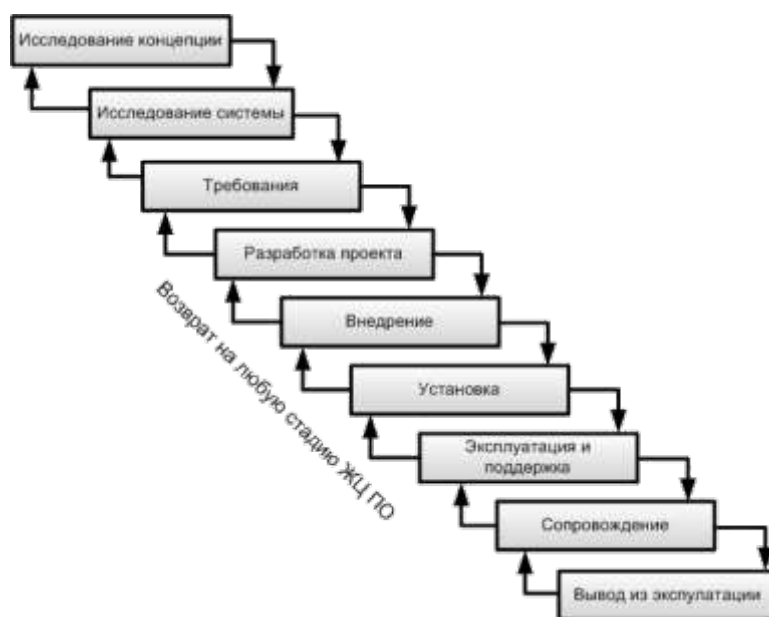 Исследование концепции
Исследование системы
Требования
Разработка проекта
Внедрение
Установка
Эксплуатация и
поддержка
Сопровождение
Вывод из экспулатации
Возврат на любую стадию ЖЦ ПО